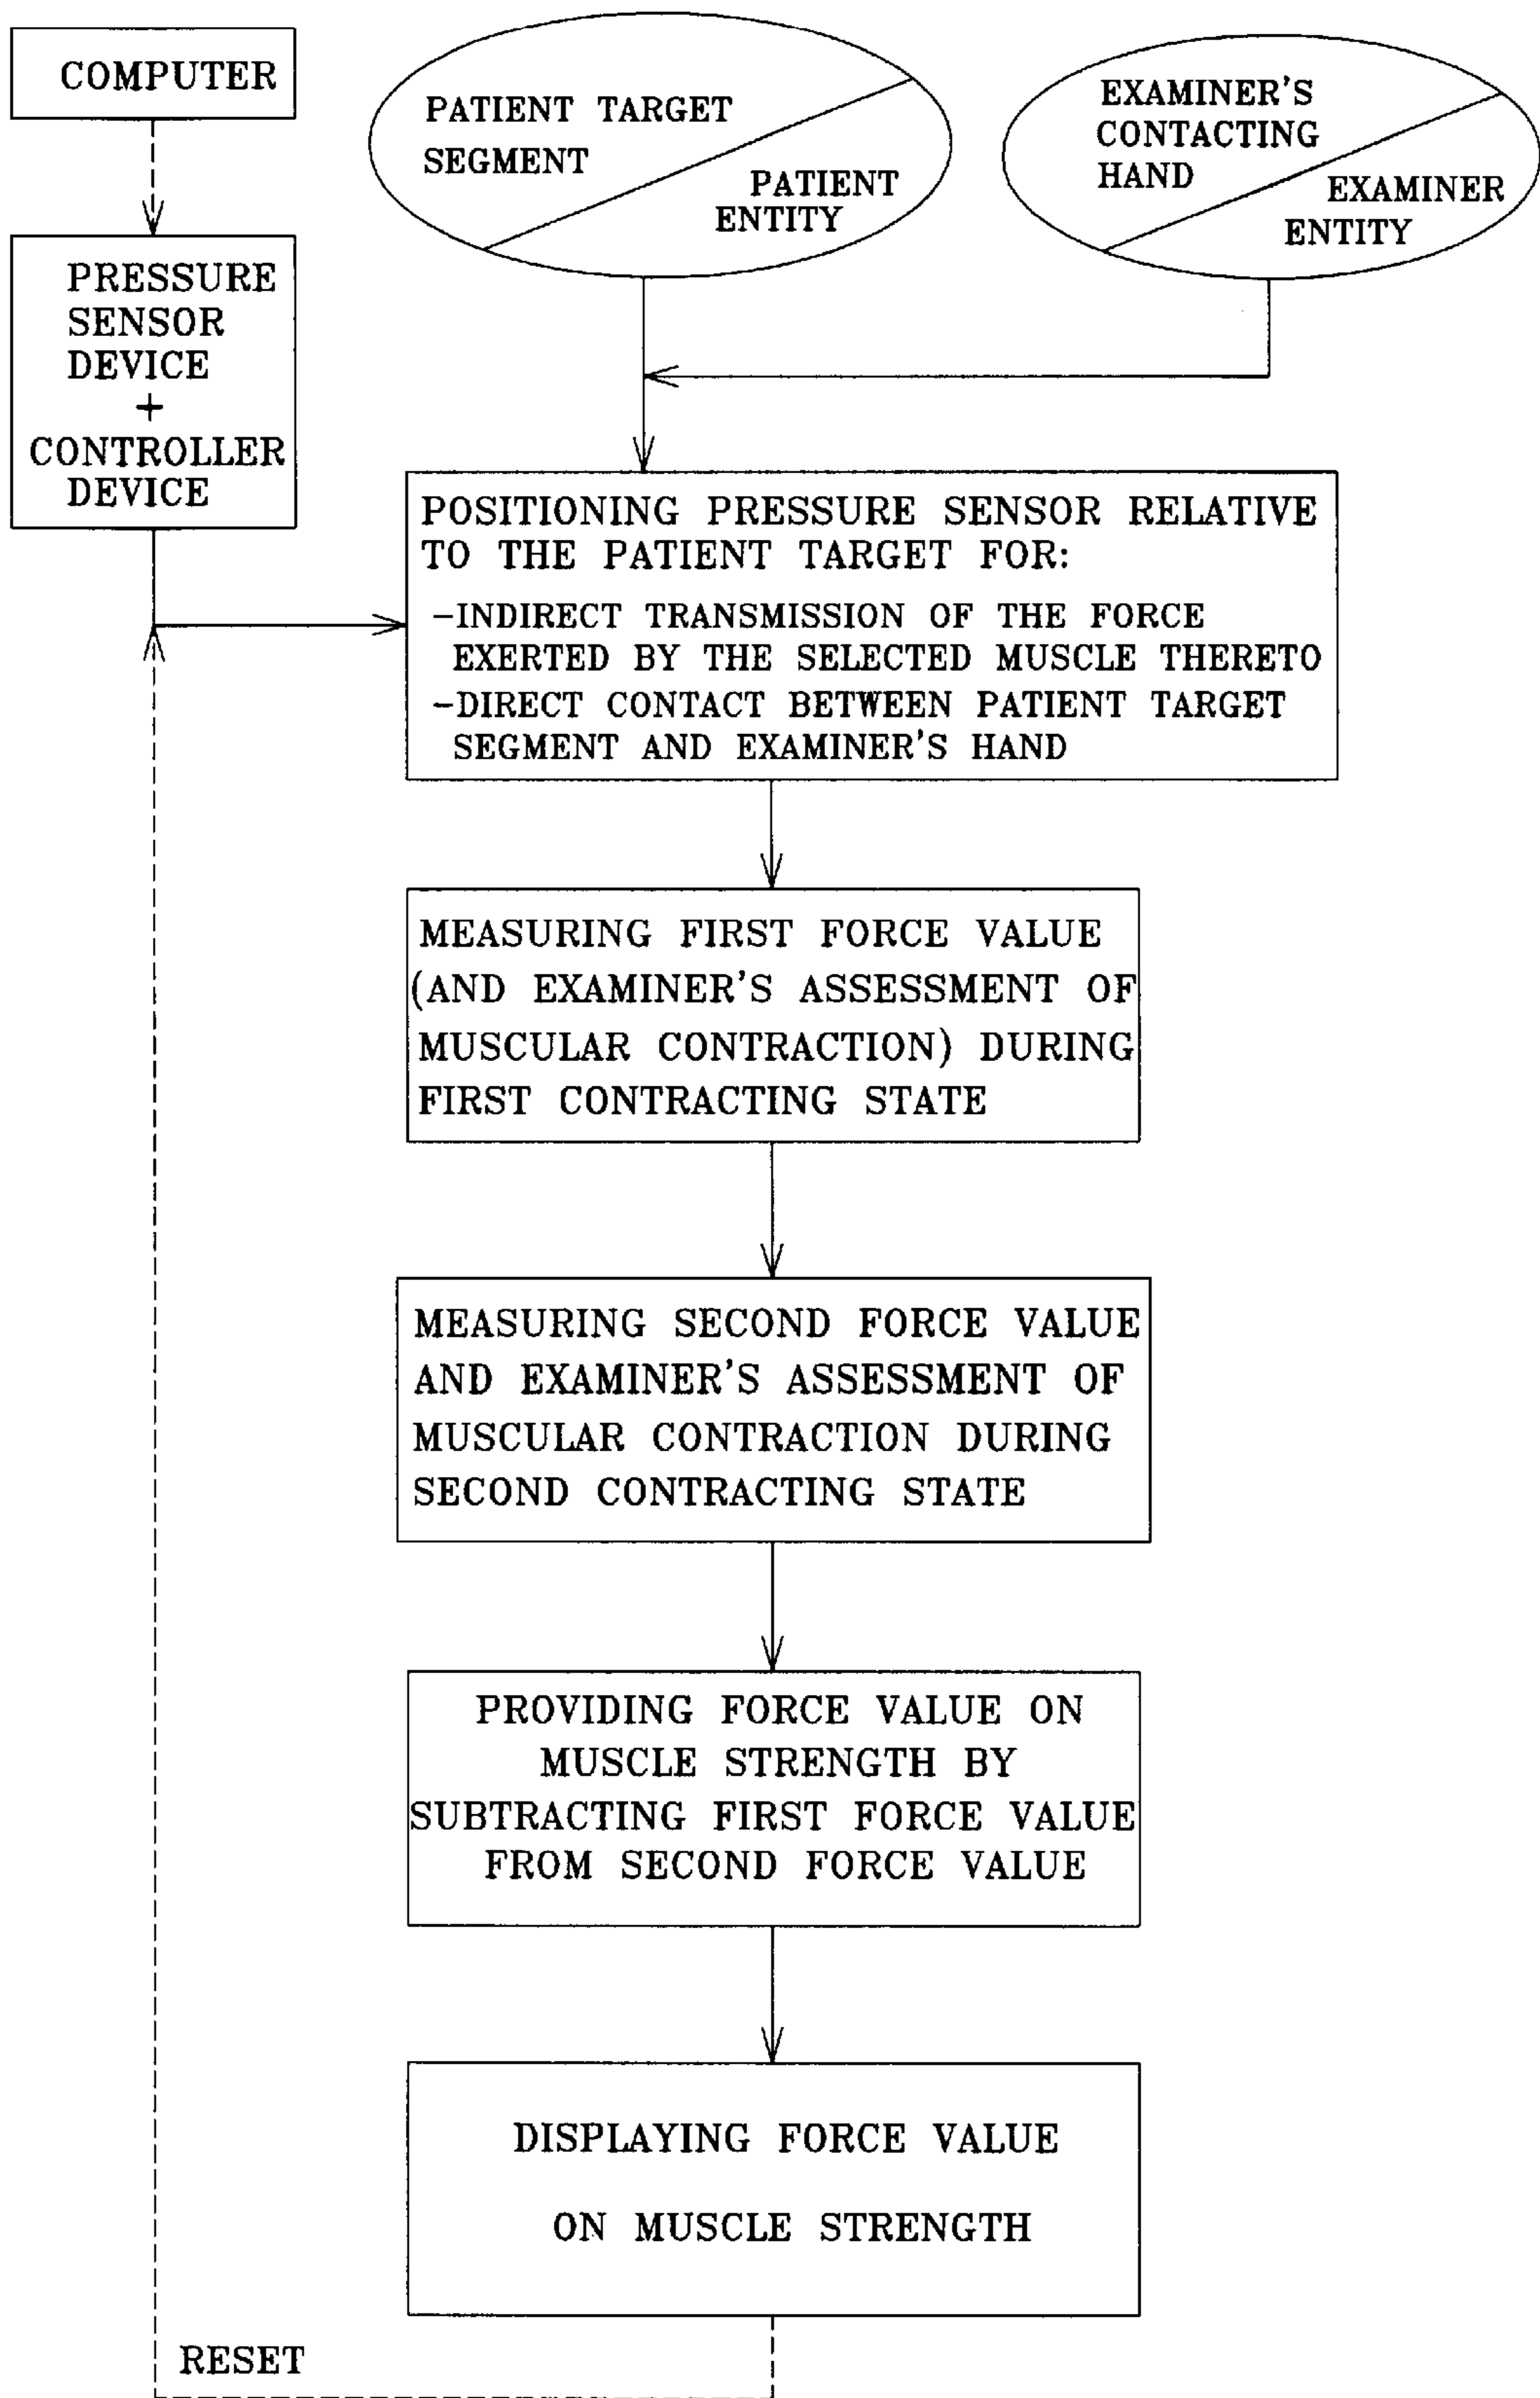 COMPUTER
PATIENT TARGET
SEGMENT
PATIENT
ENTITY
EXAMINER'S
CONTACTING
HAND
EXAMINER
ENTITY
PRESSURE
SENSOR
DEVICE
+
CONTROLLER
DEVICE
POSITIONING PRESSURE SENSOR RELATIVE
TO THE PATIENT TARGET FOR:
-INDIRECT TRANSMISSION OF THE FORCE
EXERTED BY THE SELECTED MUSCLE THERETO
-DIRECT CONTACT BETWEEN PATIENT TARGET
SEGMENT AND EXAMINER'S HAND
MEASURING FIRST FORCE VALUE
(AND EXAMINER'S ASSESSMENT OF
MUSCULAR CONTRACTION) DURING
FIRST CONTRACTING STATE
MEASURING SECOND FORCE VALUE
AND EXAMINER'S ASSESSMENT OF
MUSCULAR CONTRACTION DURING
SECOND CONTRACTING STATE
PROVIDING FORCE VALUE ON
MUSCLE STRENGTH BY
SUBTRACTING FIRST FORCE VALUE
FROM SECOND FORCE VALUE
DISPLAYING FORCE VALUE
ON MUSCLE STRENGTH
RESET